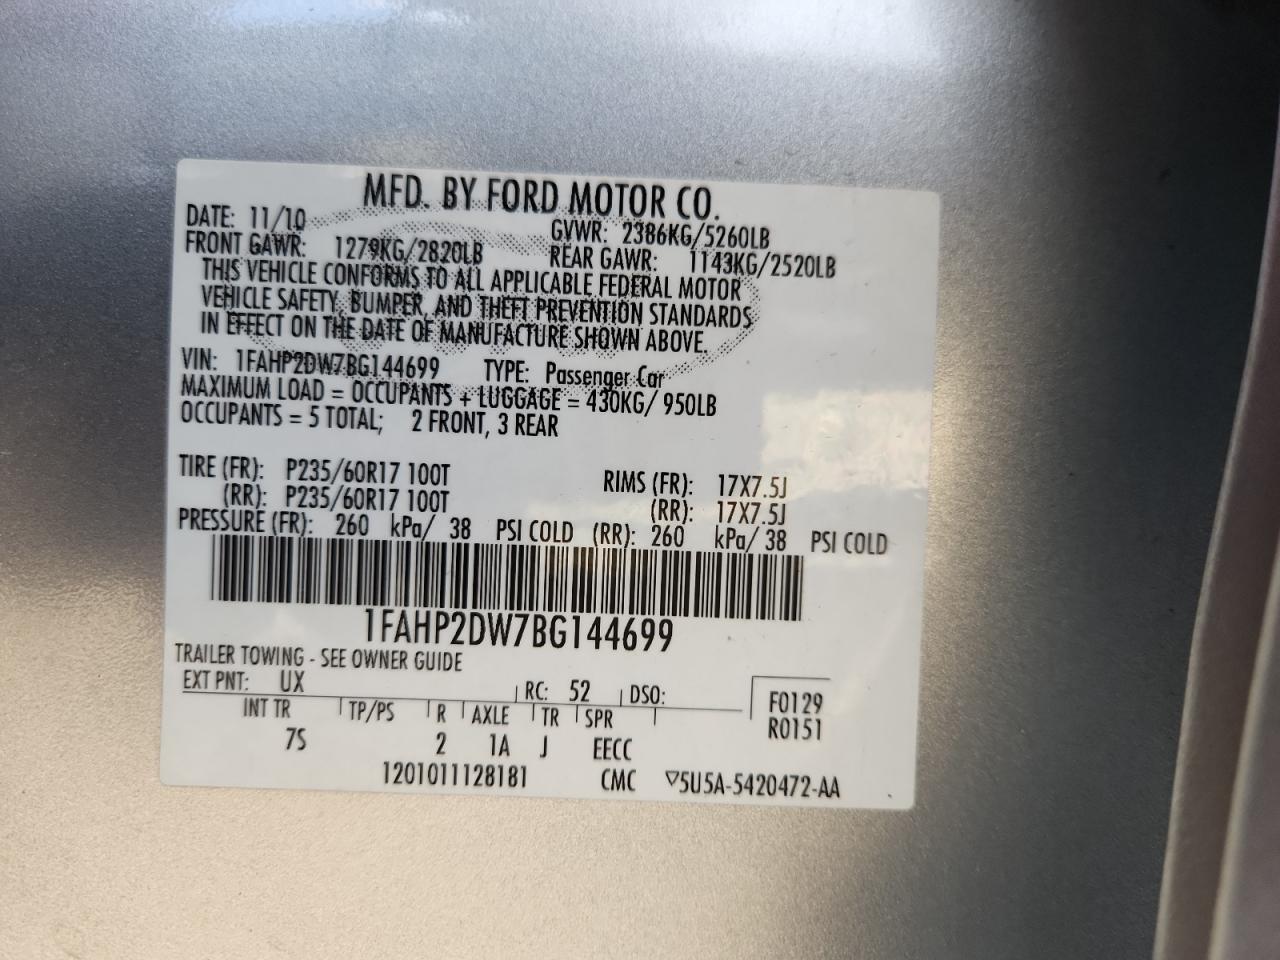 MFD. BY FORD MOTOR CO.
DATE: 11/10 GVWR: 2386KG/5260LB
FRONT GAWR: 1279KG/2820LB REAR GAWR: 1143KG/2520LB
THIS VEHICLE CONFORMS TO ALL APPLICABLE FEDERAL MOTOR
VEHICLE SAFETY, BUMPER, AND THEFT PREVENTION STANDARDS
IN EFFECT ON THE DATE OF MANUFACTURE SHOWN ABOVE.
VIN: 1FAHP2DW7BG144699 TYPE: Passenger Car
MAXIMUM LOAD = OCCUPANTS + LUGGAGE = 430KG/ 950LB
OCCUPANTS = 5 TOTAL; 2 FRONT, 3 REAR
TIRE (FR): P235/60R17 100T RIMS (FR): 17X7.5J
(RR): P235/60R17 100T (RR): 17X7.5J
PRESSURE (FR): 260 kPa/ 38 PSI COLD (RR): 260 kPa/ 38 PSI COLD
1FAHP2DW7BG144699
TRAILER TOWING - SEE OWNER GUIDE
EXT PNT: UX RC: 52 DSO: F0129
INT TR TP/PS R AXLE TR SPR R0151
7S 2 1A J EECC
1201011128181 CMC ▽5U5A-5420472-AA